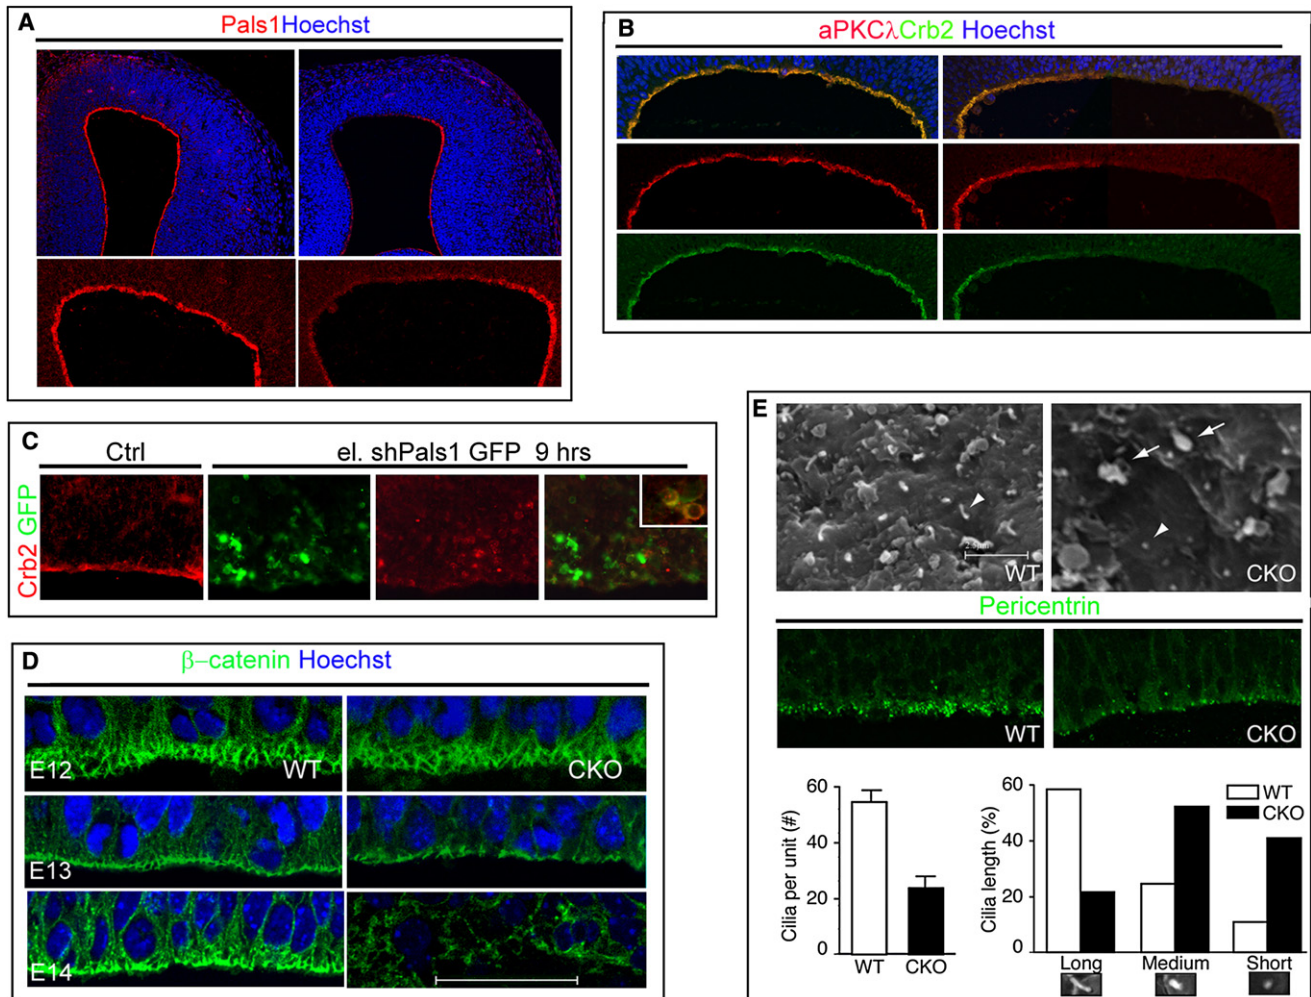 A
Pals1Hoechst
B
aPKCλCrb2 Hoechst
C
Ctrl
el. shPals1 GFP 9 hrs
Crb2 GFP
D
β–catenin Hoechst
E12
WT
CKO
E13
E14
E
WT
CKO
Pericentrin
WT
CKO
Cilia per unit (#)
60
40
20
0
WT
CKO
Cilia length (%)
60
40
20
0
WT
CKO
Long
Medium
Short